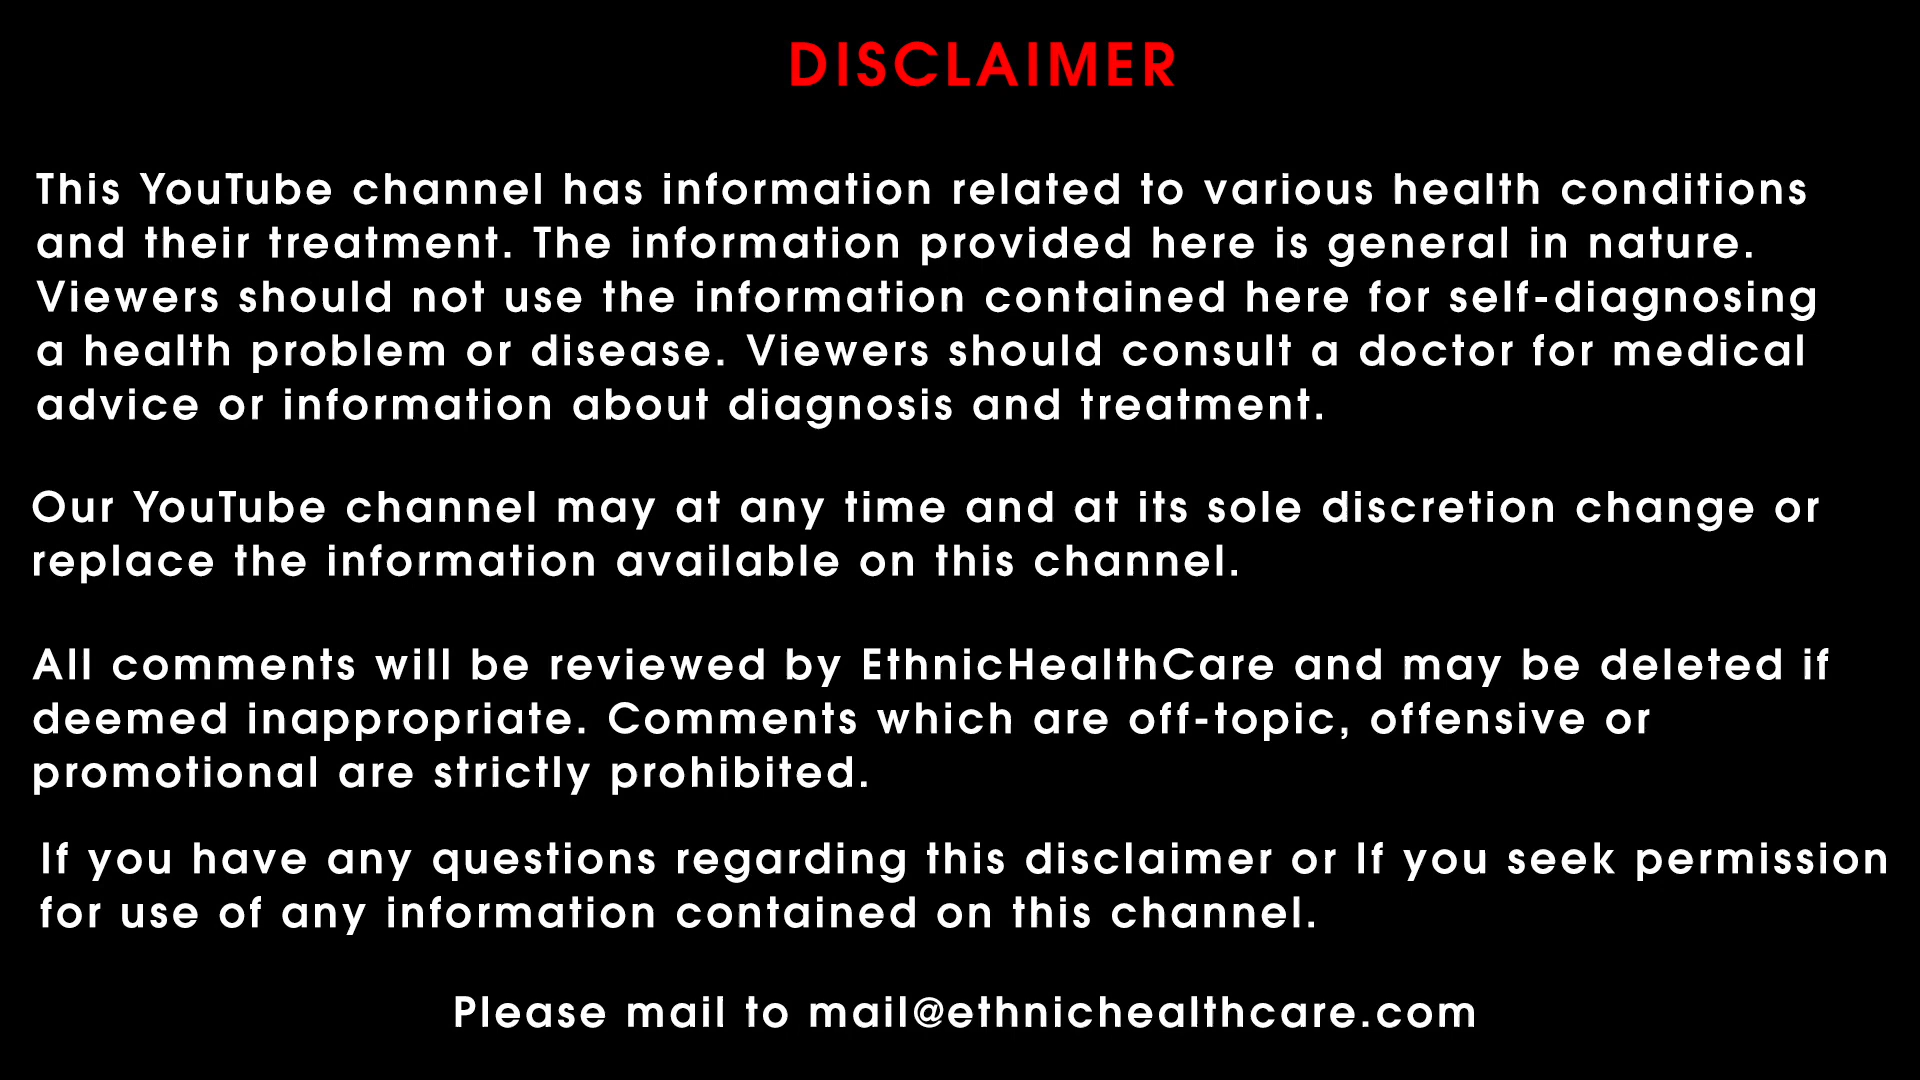 DISCLAIMER
This YouTube channel has information related to various health conditions
and their treatment. The information provided here is general in nature.
Viewers should not use the information contained here for self-diagnosing
a health problem or disease. Viewers should consult a doctor for medical
advice or information about diagnosis and treatment.
Our YouTube channel may at any time and at its sole discretion change or
replace the information available on this channel.
All comments will be reviewed by EthnicHealthCare and may be deleted if
deemed inappropriate. Comments which are off-topic, offensive or
promotional are strictly prohibited.
If you have any questions regarding this disclaimer or If you seek permission
for use of any information contained on this channel.
Please mail to mail@ethnichealthcare.com